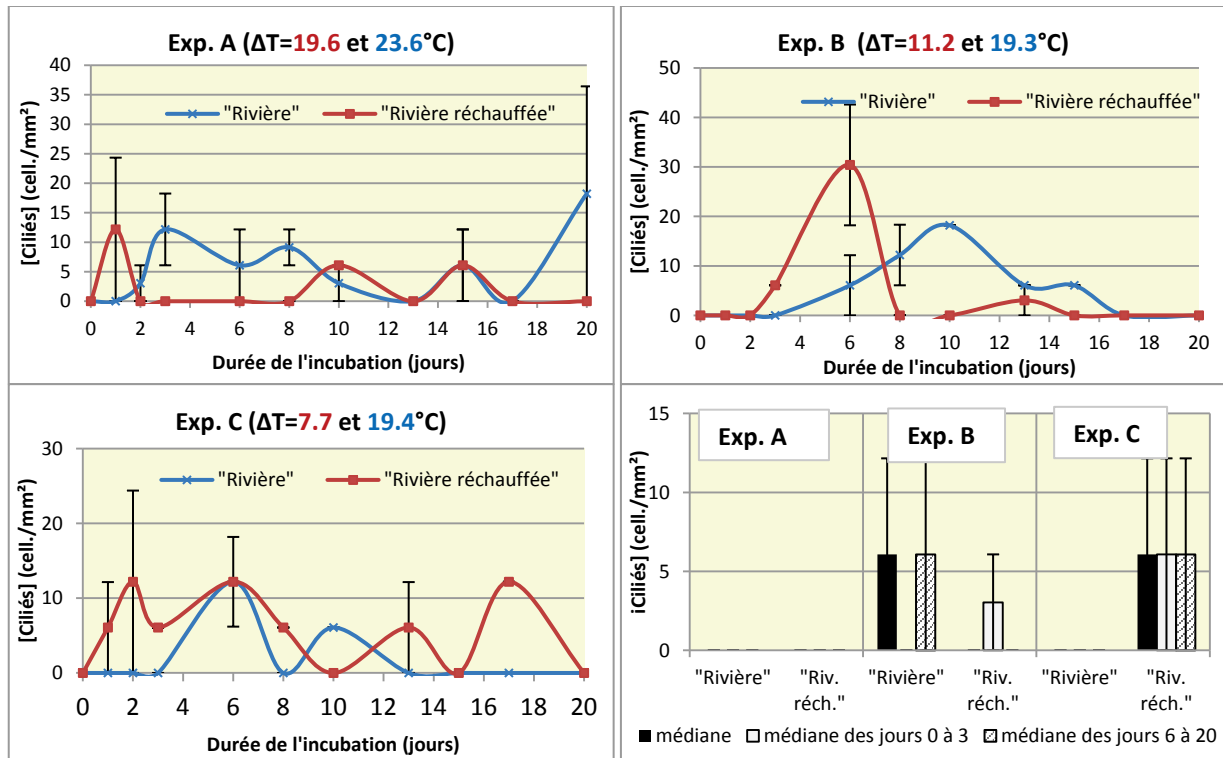 Exp. A (ΔT=19.6 et 23.6°C)
40
35
30
25
20
15
10
5
0
[Ciliés] (cell./mm²)
"Rivière"
"Rivière réchauffée"
0 2 4 6 8 10 12 14 16 18 20
Durée de l'incubation (jours)
Exp. B (ΔT=11.2 et 19.3°C)
50
40
30
20
10
0
[Ciliés] (cell./mm²)
"Rivière"
"Rivière réchauffée"
0 2 4 6 8 10 12 14 16 18 20
Durée de l'incubation (jours)
Exp. C (ΔT=7.7 et 19.4°C)
30
20
10
0
[Ciliés] (cell./mm²)
"Rivière"
"Rivière réchauffée"
0 2 4 6 8 10 12 14 16 18 20
Durée de l'incubation (jours)
15
10
5
0
iCiliés] (cell./mm²)
Exp. A
Exp. B
Exp. C
"Rivière" "Riv. "Rivière" "Riv. "Rivière" "Riv.
réch." réch." réch."
médiane médiane des jours 0 à 3 médiane des jours 6 à 20